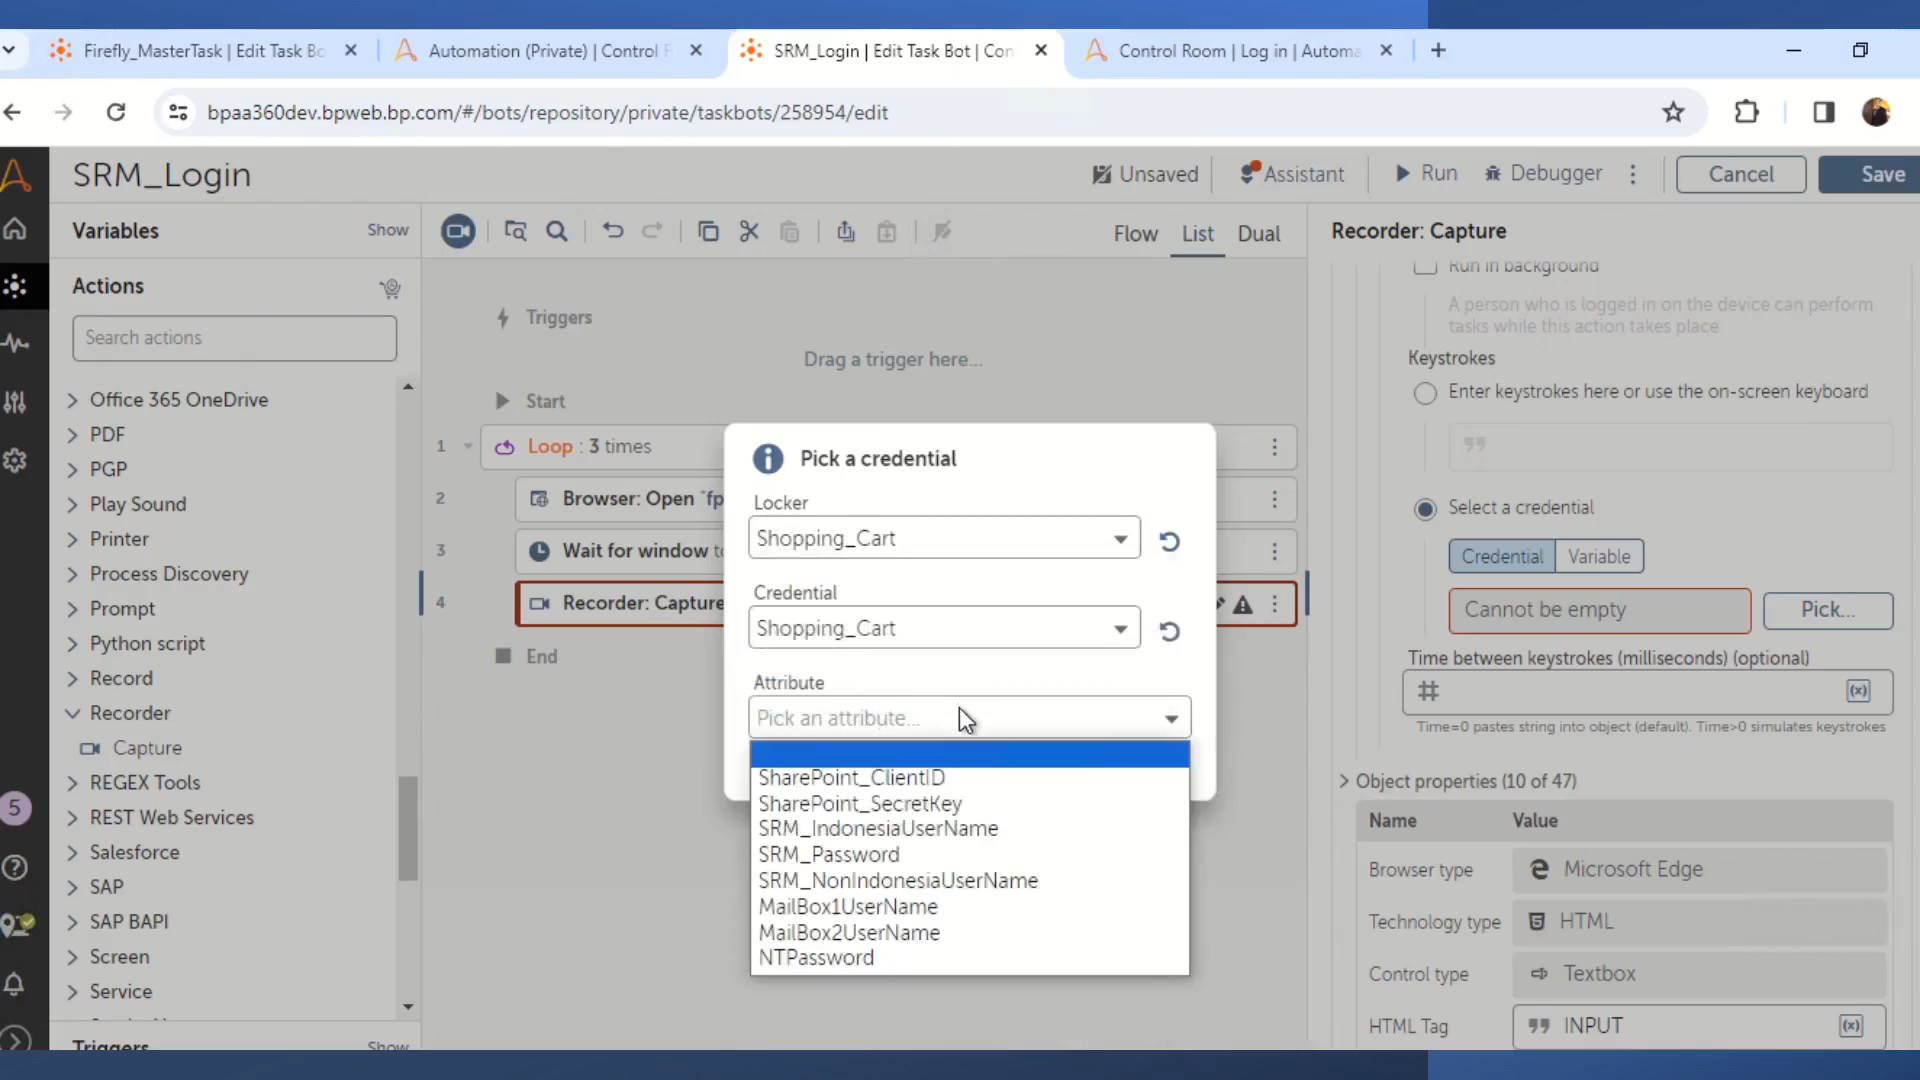 Firefly_MasterTask | Edit Task Bo
Automation (Private) | Control R
SRM_Login | Edit Task Bot | Con
Control Room | Log in | Automa
bpaa360dev.bpweb.bp.com/#/bots/repository/private/taskbots/258954/edit
SRM_Login
Unsaved
Assistant
Run
Debugger
Cancel
Save
Variables
Show
Flow
List
Dual
Recorder: Capture
Actions
Search actions
Office 365 OneDrive
PDF
PGP
Play Sound
Printer
Process Discovery
Prompt
Python script
Record
Recorder
Capture
REGEX Tools
REST Web Services
Salesforce
SAP
SAP BAPI
Screen
Service
Triggers
Show
5
Triggers
Drag a trigger here...
Start
1 Loop : 3 times
2 Browser: Open "fp
3 Wait for window to
4 Recorder: Capture
End
Pick a credential
Locker
Shopping_Cart
Credential
Shopping_Cart
Attribute
Pick an attribute...
SharePoint_ClientID
SharePoint_SecretKey
SRM_IndonesiaUserName
SRM_Password
SRM_NonIndonesiaUserName
MailBox1UserName
MailBox2UserName
NTPassword
Run in background
A person who is logged in on the device can perform
tasks while this action takes place
Keystrokes
Enter keystrokes here or use the on-screen keyboard
Select a credential
Credential
Variable
Cannot be empty
Pick...
Time between keystrokes (milliseconds) (optional)
# (x)
Time=0 pastes string into object (default). Time>0 simulates keystrokes
Object properties (10 of 47)
Name Value
Browser type Microsoft Edge
Technology type HTML
Control type Textbox
HTML Tag INPUT (x)